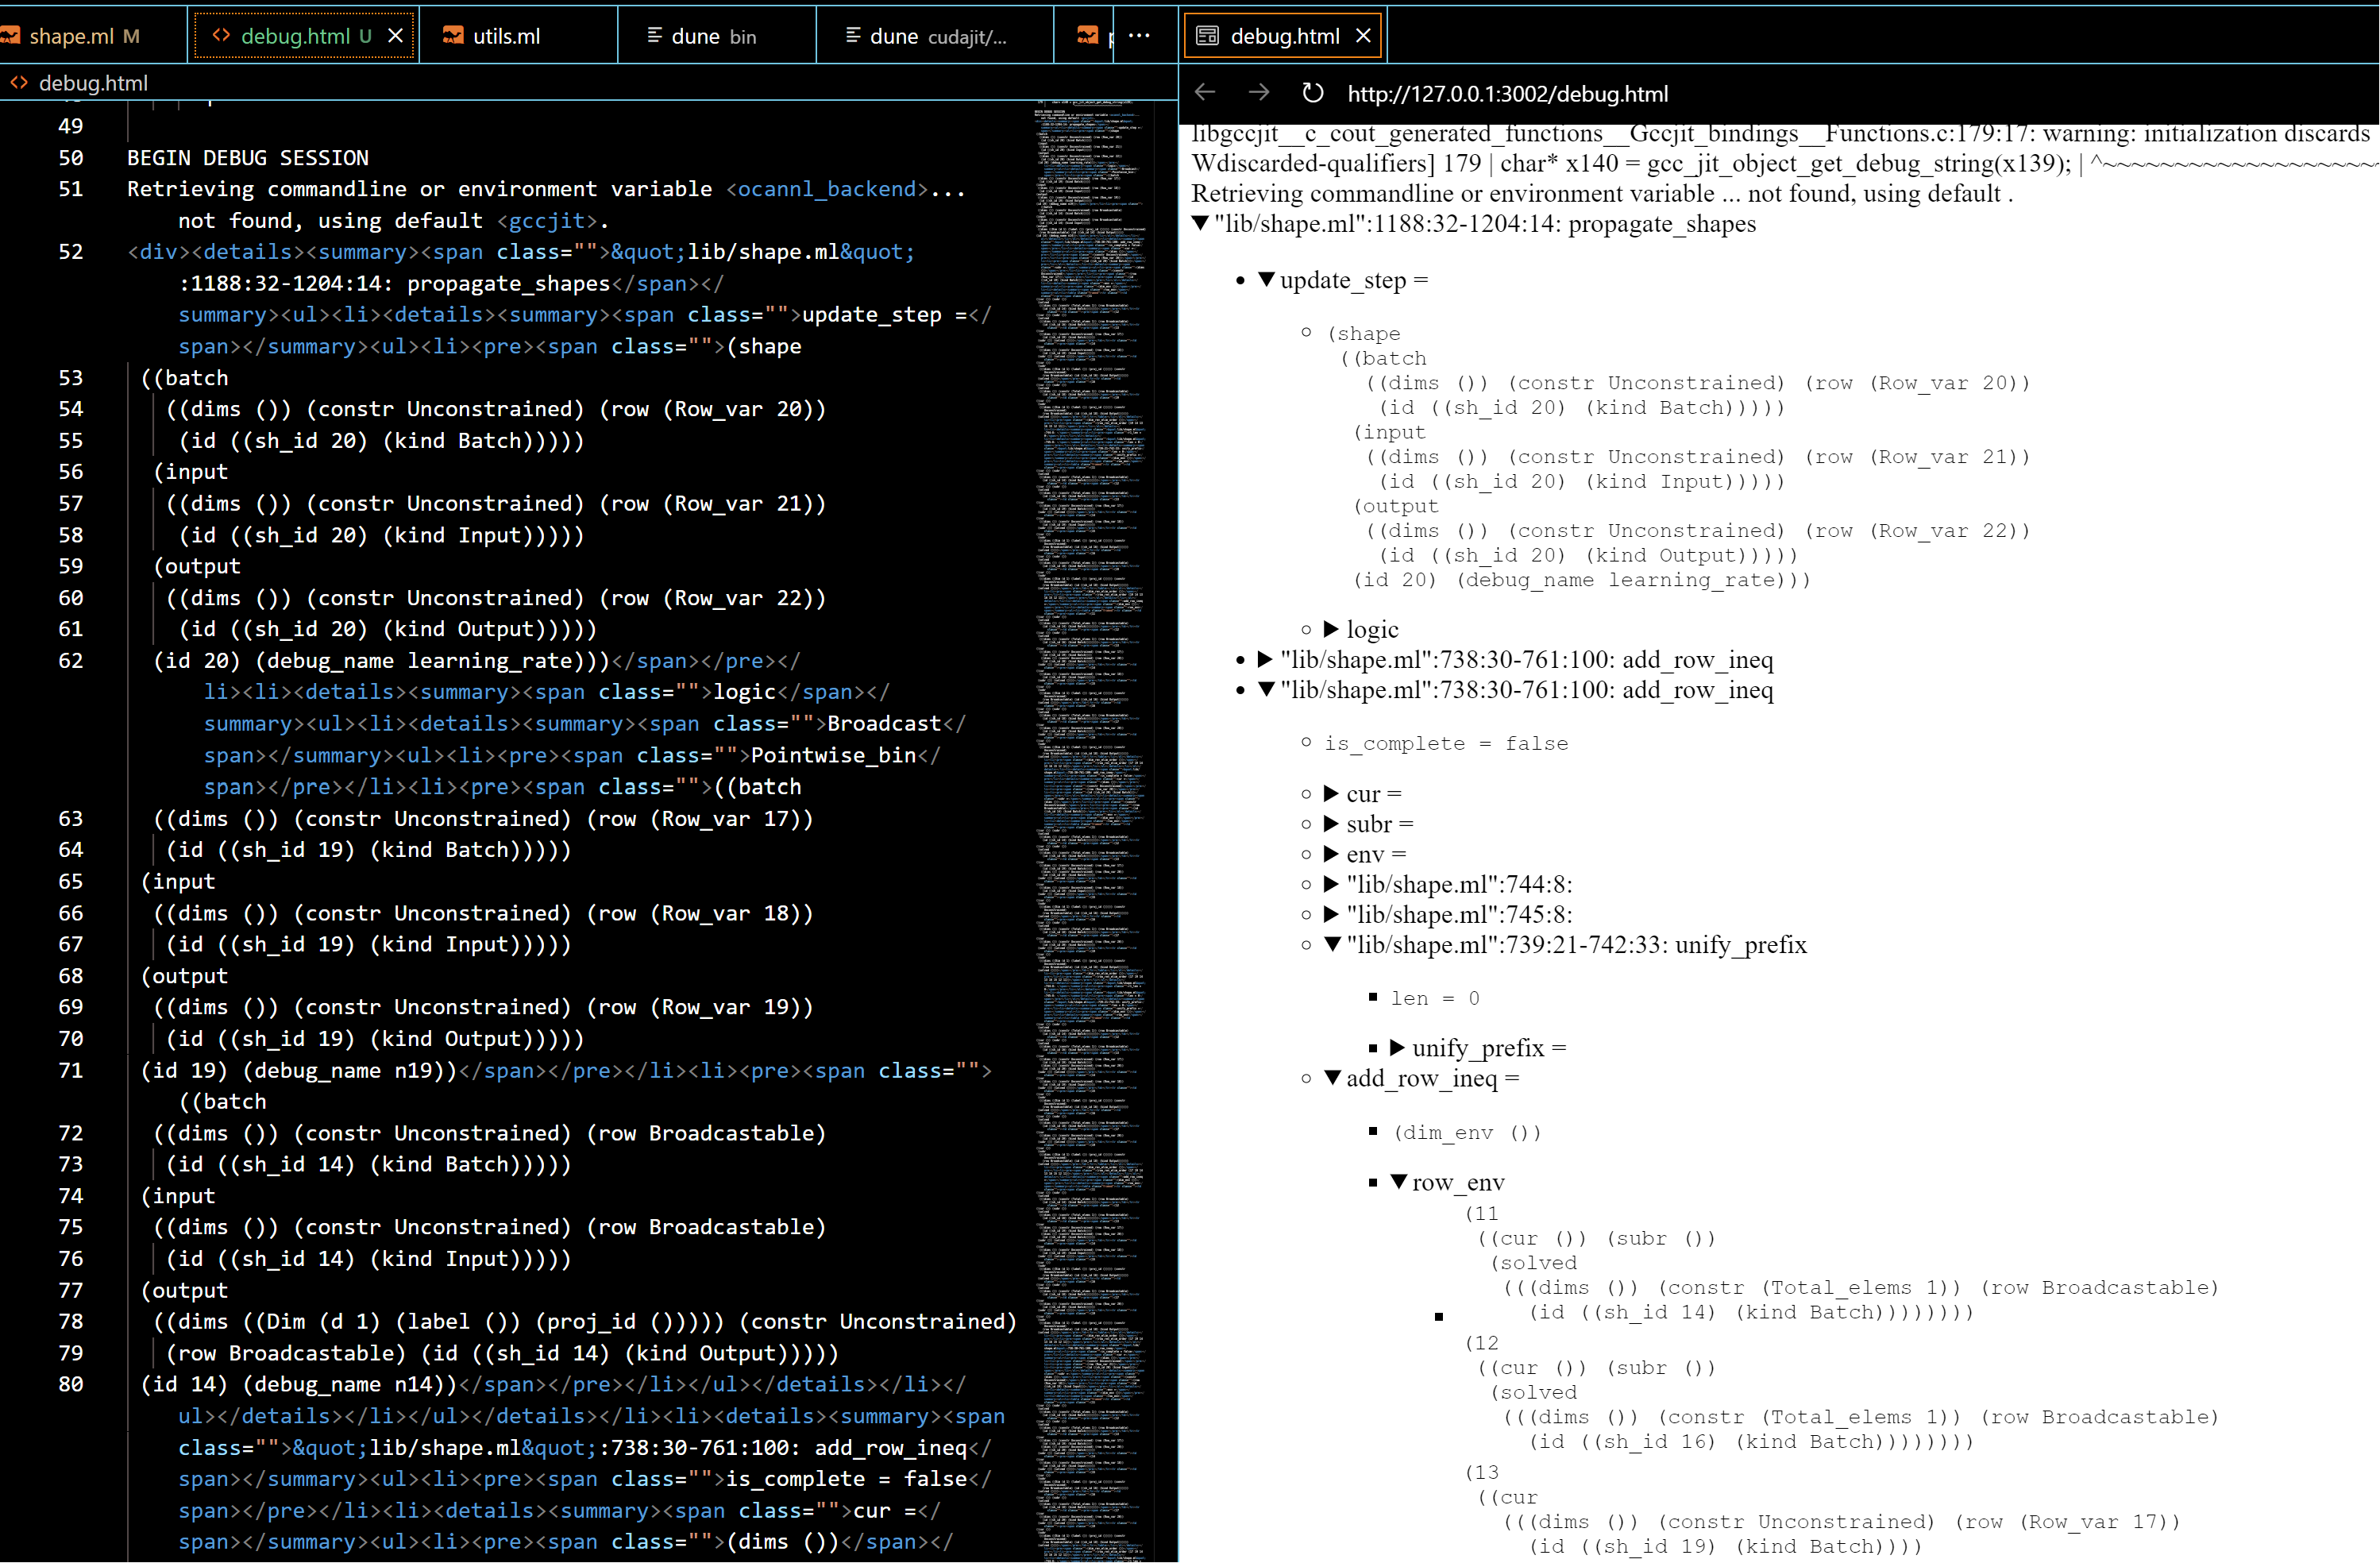 shape.ml M
debug.html U
utils.ml
dune bin
dune cudajit/...
...
debug.html
debug.html
49
50 BEGIN DEBUG SESSION
51 Retrieving commandline or environment variable <ocannl_backend>...
not found, using default <gccjit>.
52 <div><details><summary><span class="">&quot;lib/shape.ml&quot;
:1188:32-1204:14: propagate_shapes</span></
summary><ul><li><details><summary><span class="">update_step =</
span></summary><ul><li><pre><span class="">(shape
53 ((batch
54 ((dims ()) (constr Unconstrained) (row (Row_var 20))
55 (id ((sh_id 20) (kind Batch)))))
56 (input
57 ((dims ()) (constr Unconstrained) (row (Row_var 21))
58 (id ((sh_id 20) (kind Input)))))
59 (output
60 ((dims ()) (constr Unconstrained) (row (Row_var 22))
61 (id ((sh_id 20) (kind Output)))))
62 (id 20) (debug_name learning_rate)))</span></pre></
li><li><details><summary><span class="">logic</span></
summary><ul><li><details><summary><span class="">Broadcast</
span></summary><ul><li><pre><span class="">Pointwise_bin</
span></pre></li><li><pre><span class="">((batch
63 ((dims ()) (constr Unconstrained) (row (Row_var 17))
64 (id ((sh_id 19) (kind Batch)))))
65 (input
66 ((dims ()) (constr Unconstrained) (row (Row_var 18))
67 (id ((sh_id 19) (kind Input)))))
68 (output
69 ((dims ()) (constr Unconstrained) (row (Row_var 19))
70 (id ((sh_id 19) (kind Output)))))
71 (id 19) (debug_name n19))</span></pre></li><li><pre><span class="">
((batch
72 ((dims ()) (constr Unconstrained) (row Broadcastable)
73 (id ((sh_id 14) (kind Batch)))))
74 (input
75 ((dims ()) (constr Unconstrained) (row Broadcastable)
76 (id ((sh_id 14) (kind Input)))))
77 (output
78 ((dims ((Dim (d 1) (label ()) (proj_id ())))) (constr Unconstrained)
79 (row Broadcastable) (id ((sh_id 14) (kind Output)))))
80 (id 14) (debug_name n14))</span></pre></li></ul></details></li></
ul></details></li></ul></details></li><li><details><summary><span
class="">&quot;lib/shape.ml&quot;:738:30-761:100: add_row_ineq</
span></summary><ul><li><pre><span class="">is_complete = false</
span></pre></li><li><details><summary><span class="">cur =</
span></summary><ul><li><pre><span class="">(dims ())</span></
http://127.0.0.1:3002/debug.html
libgccjit__c_cout_generated_functions__Gccjit_bindings__Functions.c:179:17: warning: initialization discards
Wdiscarded-qualifiers] 179 | char* x140 = gcc_jit_object_get_debug_string(x139); | ^~~~~~~~~~~~~~~~~~~~
Retrieving commandline or environment variable ... not found, using default .
▼ "lib/shape.ml":1188:32-1204:14: propagate_shapes
• ▼ update_step =
◦ (shape
((batch
((dims ()) (constr Unconstrained) (row (Row_var 20))
(id ((sh_id 20) (kind Batch)))))
(input
((dims ()) (constr Unconstrained) (row (Row_var 21))
(id ((sh_id 20) (kind Input)))))
(output
((dims ()) (constr Unconstrained) (row (Row_var 22))
(id ((sh_id 20) (kind Output)))))
(id 20) (debug_name learning_rate)))
◦ ▶ logic
• ▶ "lib/shape.ml":738:30-761:100: add_row_ineq
• ▼ "lib/shape.ml":738:30-761:100: add_row_ineq
◦ is_complete = false
◦ ▶ cur =
◦ ▶ subr =
◦ ▶ env =
◦ ▶ "lib/shape.ml":744:8:
◦ ▶ "lib/shape.ml":745:8:
◦ ▼ "lib/shape.ml":739:21-742:33: unify_prefix
▪ len = 0
▪ ▶ unify_prefix =
◦ ▼ add_row_ineq =
▪ (dim_env ())
▪ ▼ row_env
(11
((cur ()) (subr ())
(solved
(((dims ()) (constr (Total_elems 1)) (row Broadcastable)
▪ (id ((sh_id 14) (kind Batch))))))))
(12
((cur ()) (subr ())
(solved
(((dims ()) (constr (Total_elems 1)) (row Broadcastable)
(id ((sh_id 16) (kind Batch))))))))
(13
((cur
(((dims ()) (constr Unconstrained) (row (Row_var 17))
(id ((sh_id 19) (kind Batch))))